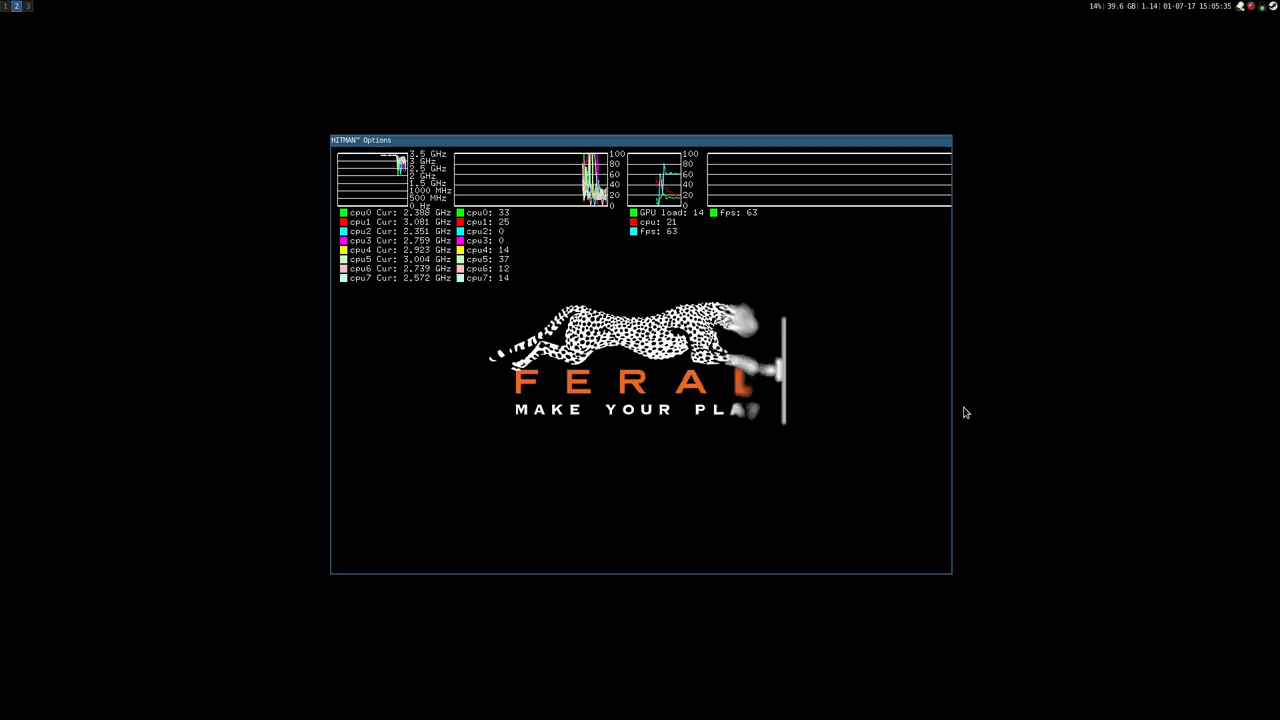 1 2 3
14%| 39.6 GB| 1.14| 01-07-17 15:05:35
HITMAN™ Options
3.5 GHz
3 GHz
2.5 GHz
2 GHz
1.5 GHz
1000 MHz
500 MHz
0 Hz
100
80
60
40
20
0
100
80
60
40
20
0
cpu0 Cur: 2.388 GHz
cpu1 Cur: 3.081 GHz
cpu2 Cur: 2.351 GHz
cpu3 Cur: 2.759 GHz
cpu4 Cur: 2.923 GHz
cpu5 Cur: 3.004 GHz
cpu6 Cur: 2.739 GHz
cpu7 Cur: 2.572 GHz
cpu0: 33
cpu1: 25
cpu2: 0
cpu3: 0
cpu4: 14
cpu5: 37
cpu6: 12
cpu7: 14
GPU load: 14
cpu: 21
fps: 63
fps: 63
FERAL
MAKE YOUR PLAY